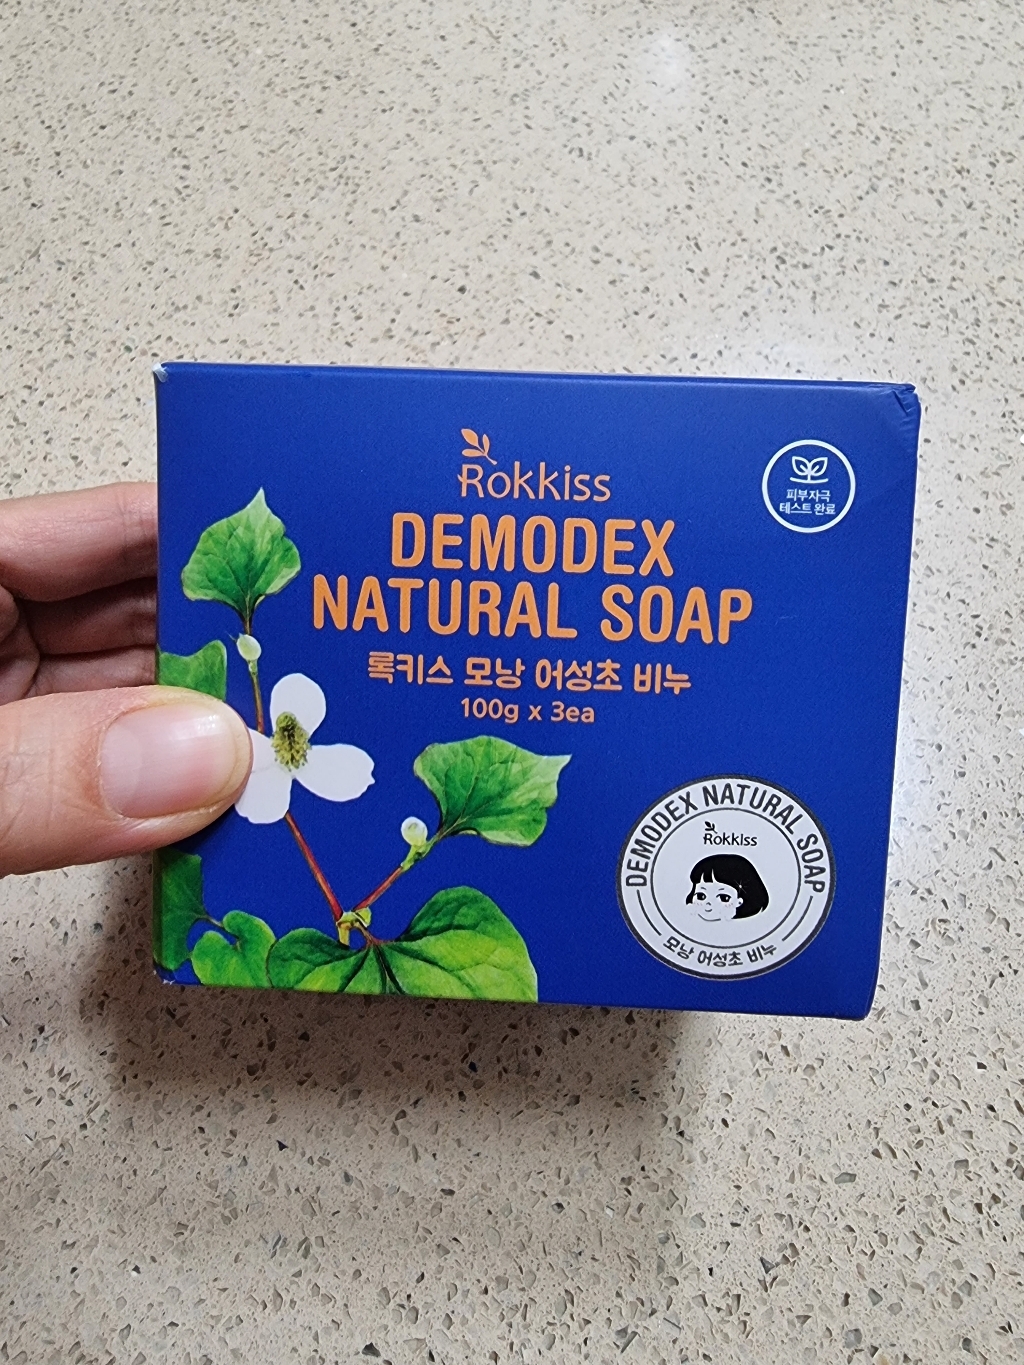 Rokkiss
DEMODEX
NATURAL SOAP
록키스 모낭 어성초 비누
100g x 3ea
피부자극
테스트 완료
DEMODEX NATURAL SOAP
Rokkiss
모낭 어성초 비누